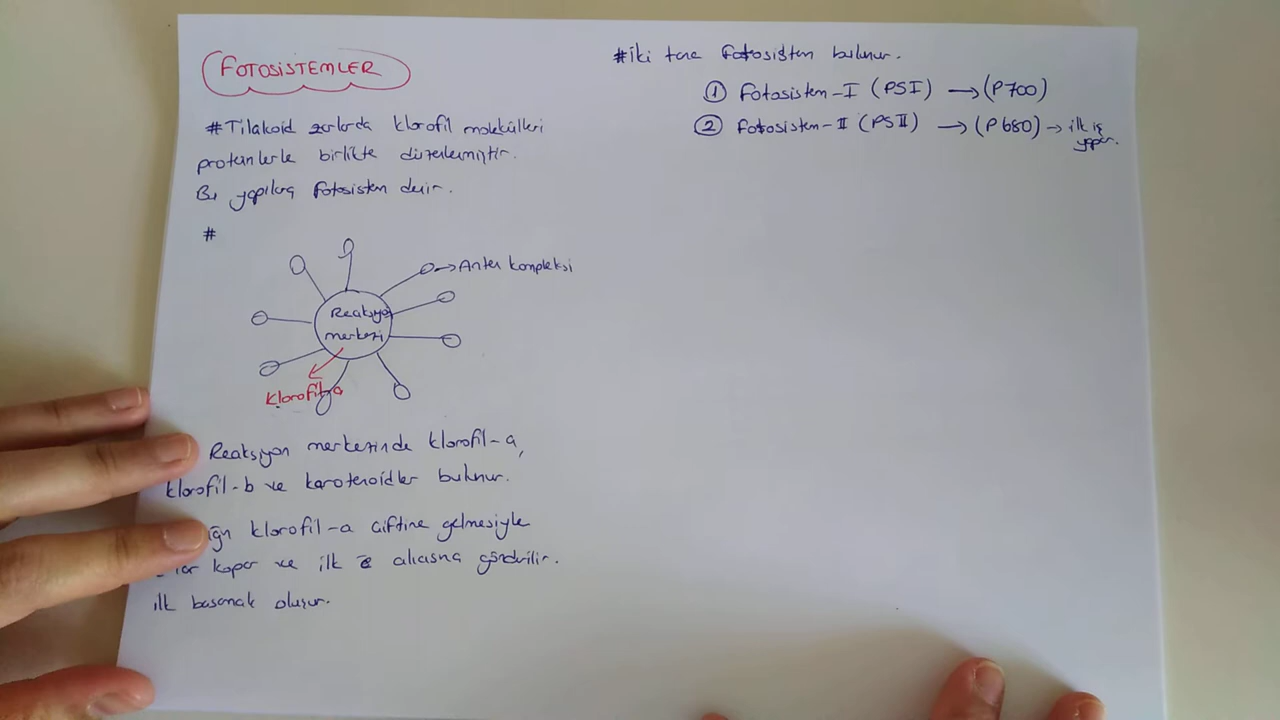 FOTOSİSTEMLER
#Tilakoid zarlarda klorofil molekülleri
proteinlerle birlikte düzenlenmiştir.
Bu yapılara fotosistem denir.
#
Anten kompleksi
Reaksiyon
merkezi
Klorofil-a
Reaksiyon merkezinde klorofil-a,
klorofil-b ve karotenoidler bulunur.
klorofil-a çiftine gelmesiyle
kopar ve ilk e⁻ alıcısına gönderilir.
ilk basamak oluşur.
#İki tane fotosistem bulunur.
① Fotosistem-I (PSI) → (P700)
② Fotosistem-II (PSII) → (P680) → ilk iş
yapar.